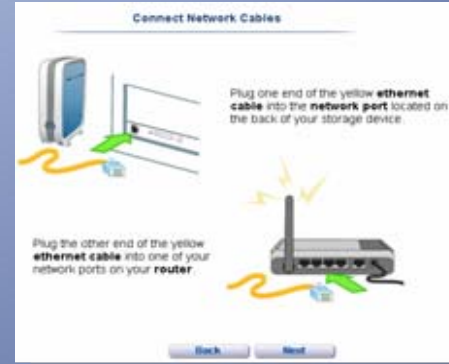 Connect Network Cables
Plug one end of the yellow ethernet
cable into the network port located on
the back of your storage device.
Plug the other end of the yellow
ethernet cable into one of your
network ports on your router.
Back
Next